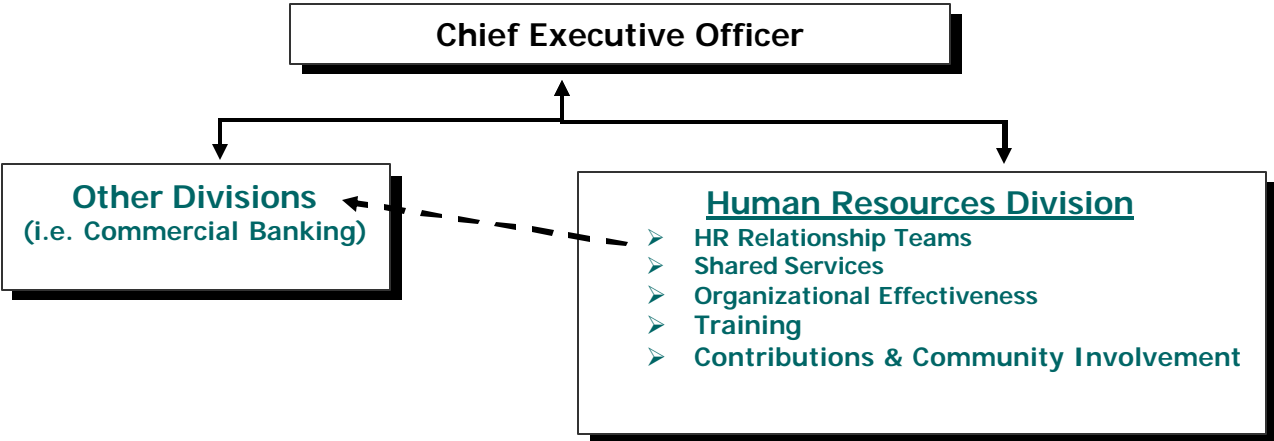 Chief Executive Officer
Other Divisions
(i.e. Commercial Banking)
Human Resources Division
➢ HR Relationship Teams
➢ Shared Services
➢ Organizational Effectiveness
➢ Training
➢ Contributions & Community Involvement